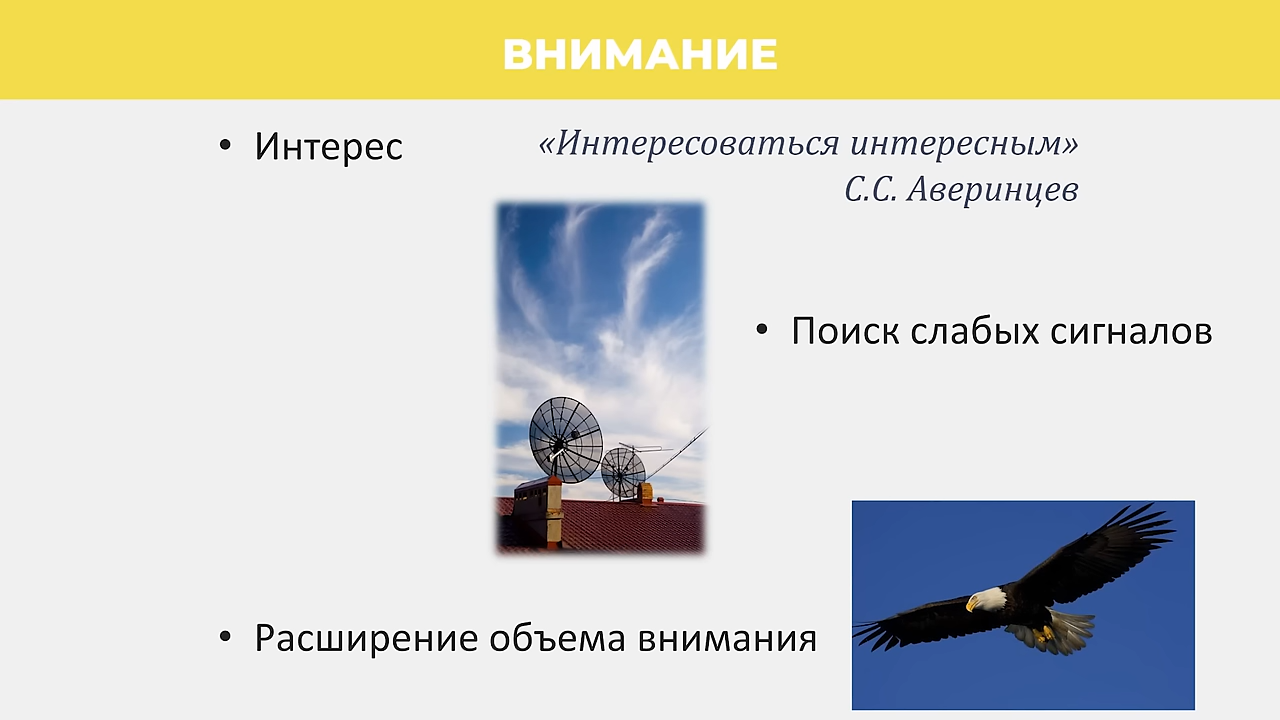 ВНИМАНИЕ
• Интерес
«Интересоваться интересным»
С.С. Аверинцев
• Поиск слабых сигналов
• Расширение объема внимания